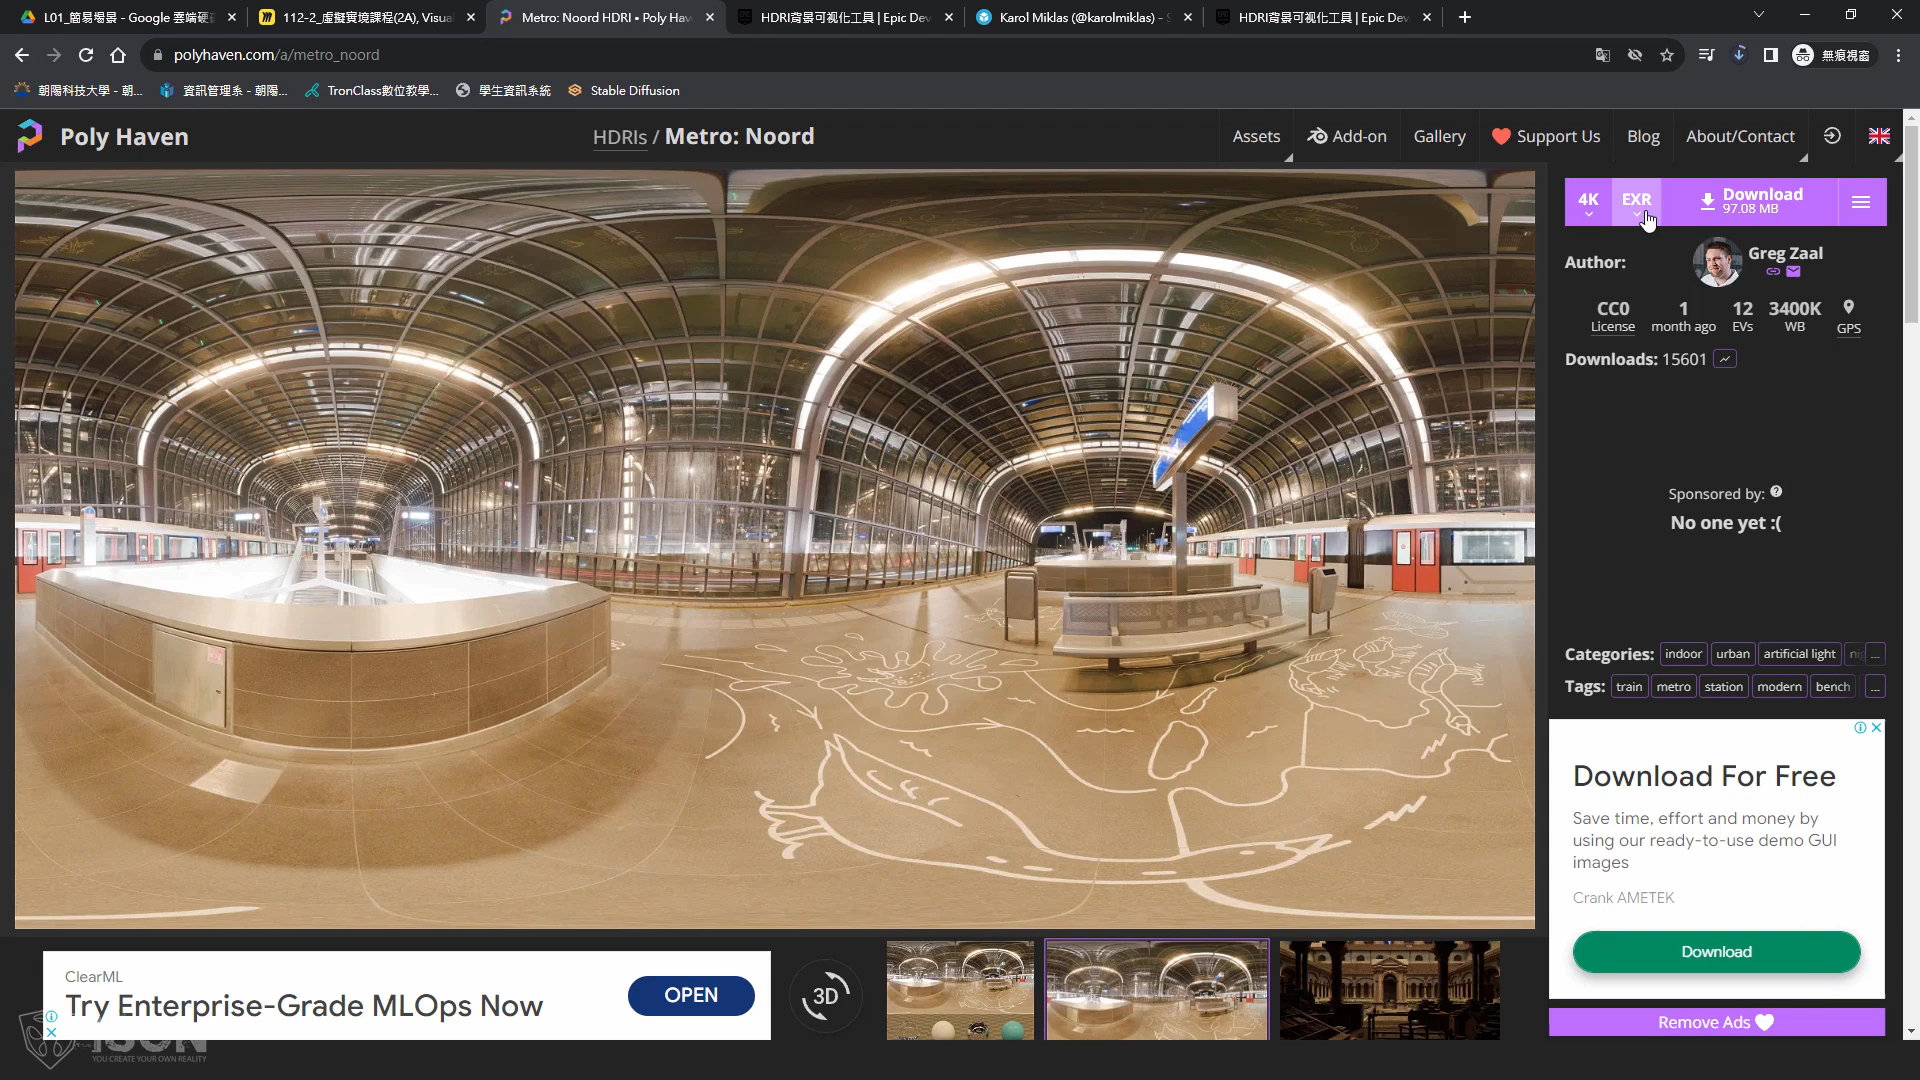 L01_簡易場景 - Google 雲端硬
112-2_虛擬實境課程(2A), Visual
Metro: Noord HDRI • Poly Hav
HDRI背景可视化工具 | Epic Dev
Karol Miklas (@karolmiklas) - S
HDRI背景可视化工具 | Epic Dev
polyhaven.com/a/metro_noord
無痕視窗
朝陽科技大學 - 朝...
資訊管理系 - 朝陽...
TronClass數位教學...
學生資訊系統
Stable Diffusion
Poly Haven
HDRIs / Metro: Noord
Assets
Add-on
Gallery
Support Us
Blog
About/Contact
4K
EXR
Download
97.08 MB
Author:
Greg Zaal
CC0
License
1
month ago
12
EVs
3400K
WB
GPS
Downloads: 15601
Sponsored by:
No one yet :(
Categories: indoor urban artificial light ni ...
Tags: train metro station modern bench ...
Download For Free
Save time, effort and money by
using our ready-to-use demo GUI
images
Crank AMETEK
Download
Remove Ads
ClearML
Try Enterprise-Grade MLOps Now
OPEN
3D
YOU CREATE YOUR OWN REALITY